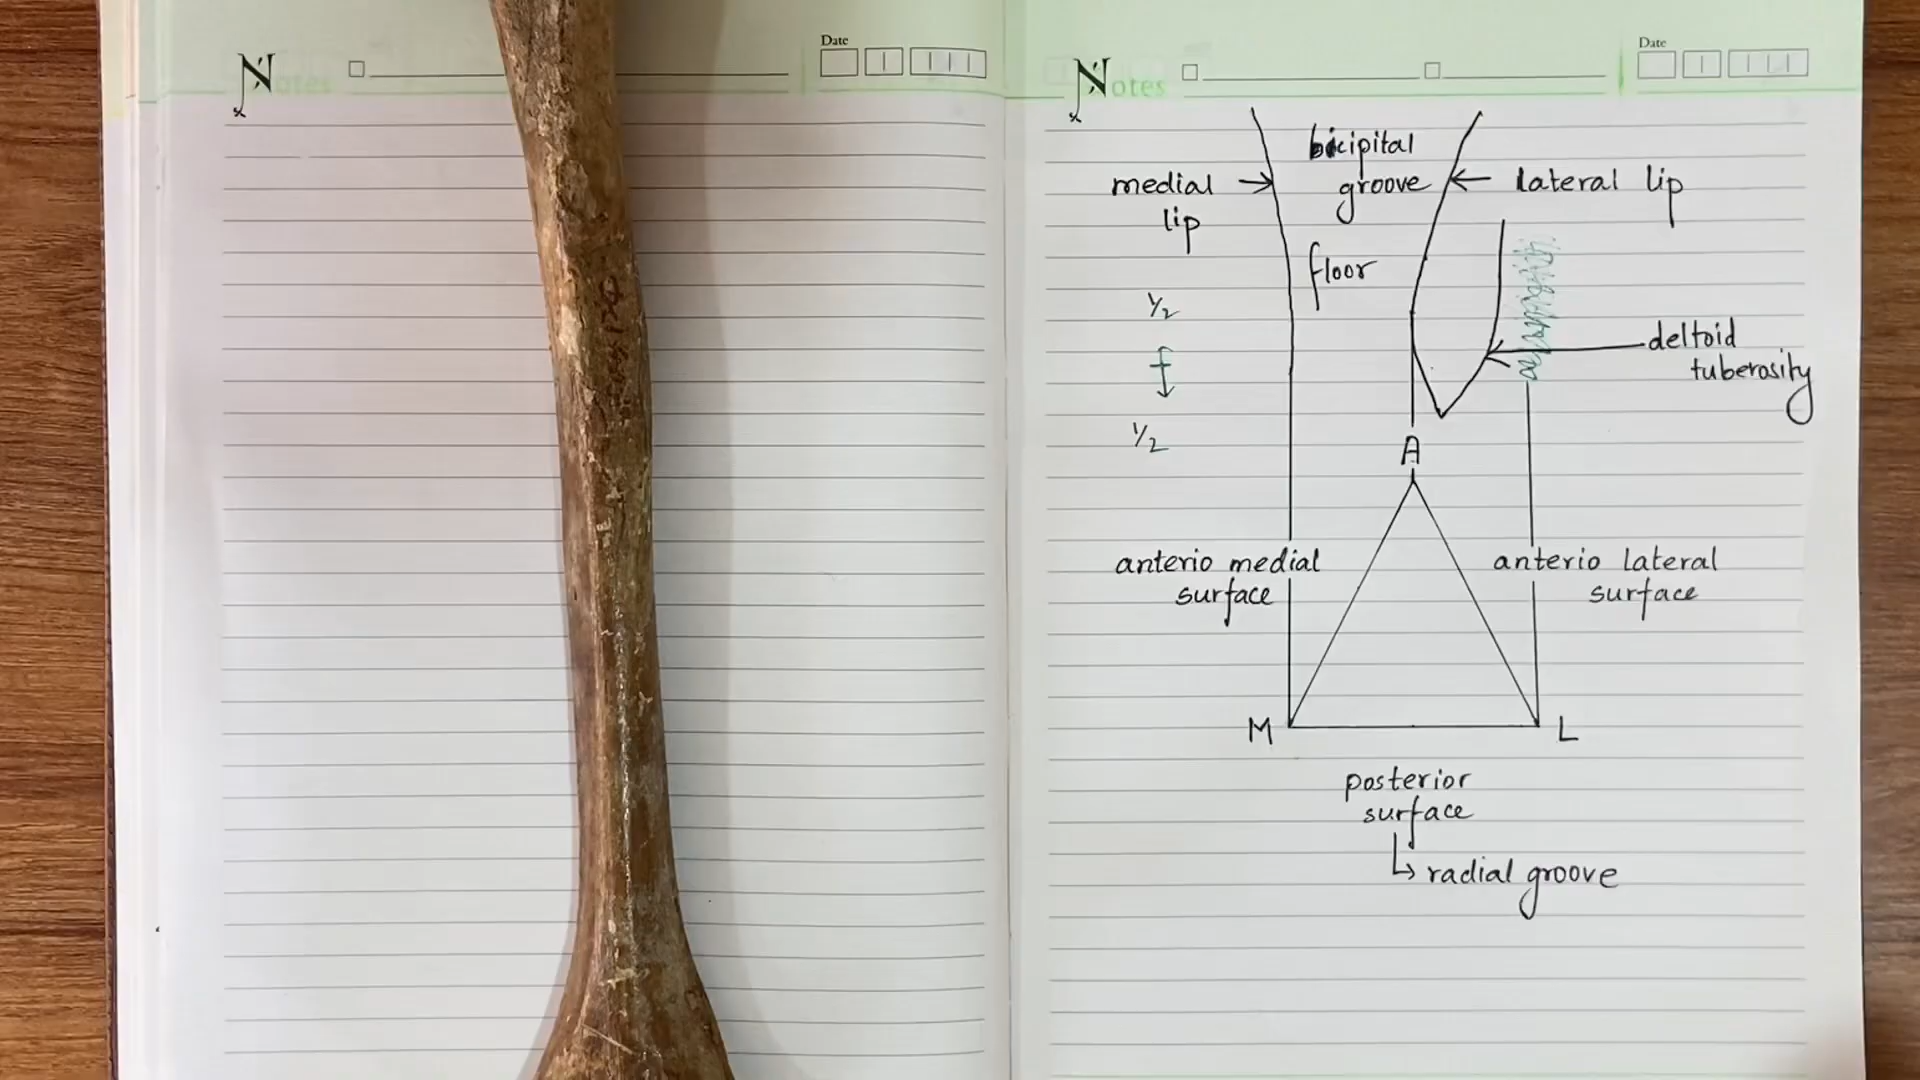 Notes
Date
Notes
Date
bicipital
groove
medial
lip
lateral lip
floor
1/2
f
1/2
deltoid
tuberosity
A
anterio medial
surface
anterio lateral
surface
M
L
posterior
surface
radial groove